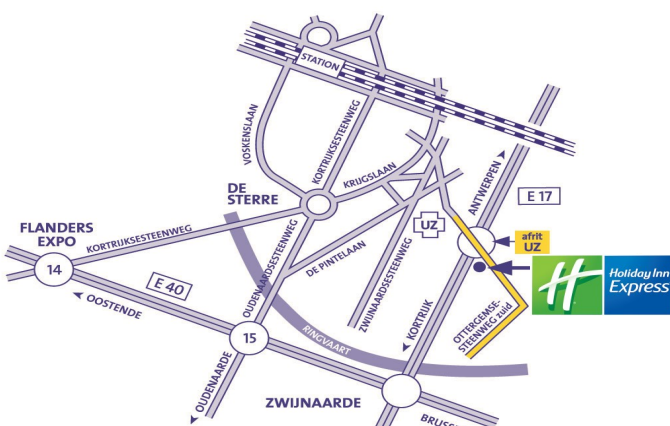 STATION
VOSKENSLAAN
KORTRIJKSESTEENWEG
KRIJGSLAAN
ANTWERPEN
E 17
DE
STERRE
UZ
afrit
UZ
FLANDERS
EXPO
KORTRIJKSESTEENWEG
14
OUDENAARDSESTEENWEG
DE PINTELAAN
ZWIJNAARDSESTEENWEG
Holiday Inn
Express
E 40
OOSTENDE
KORTRIJK
OTTERGEMSE-
STEENWEG zuid
15
RINGVAART
OUDENAARDE
ZWIJNAARDE